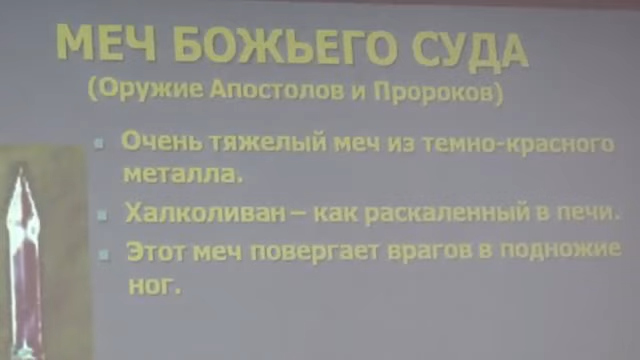 МЕЧ БОЖЬЕГО СУДА
(Оружие Апостолов и Пророков)
Очень тяжелый меч из темно-красного
металла.
Халколиван – как раскаленный в печи.
Этот меч повергает врагов в подножие
ног.